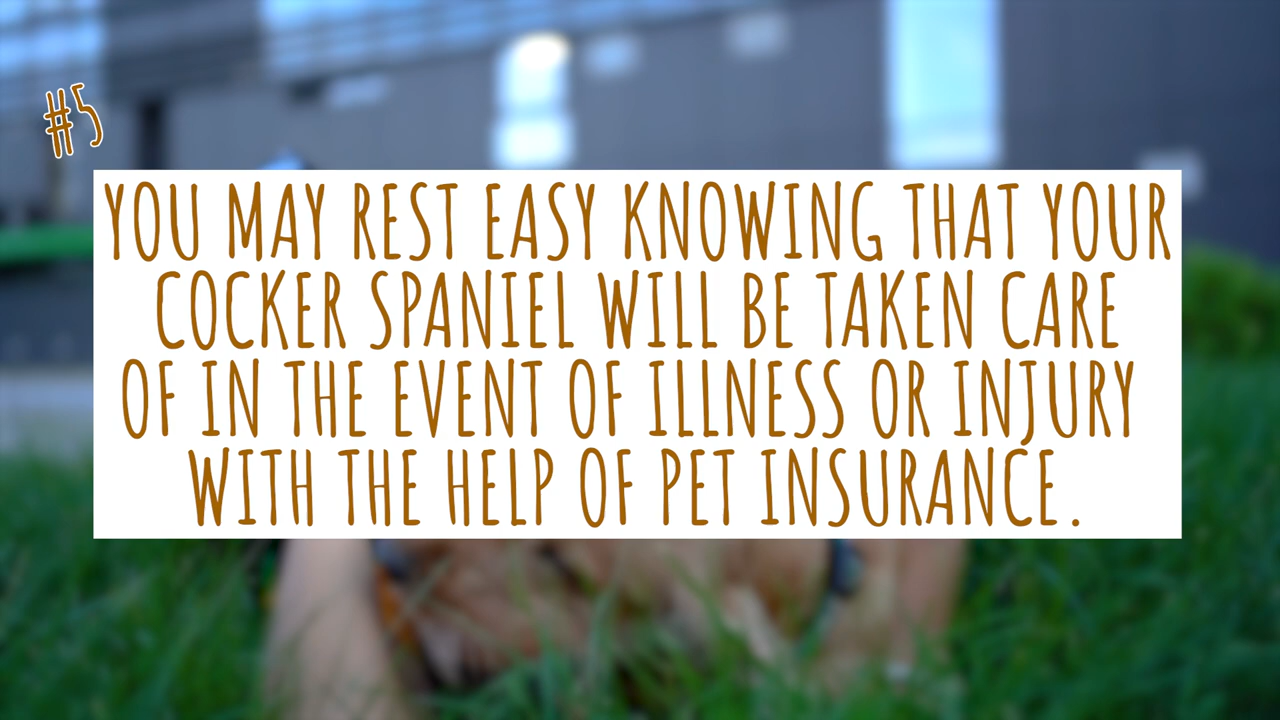 #5
YOU MAY REST EASY KNOWING THAT YOUR
COCKER SPANIEL WILL BE TAKEN CARE
OF IN THE EVENT OF ILLNESS OR INJURY
WITH THE HELP OF PET INSURANCE.